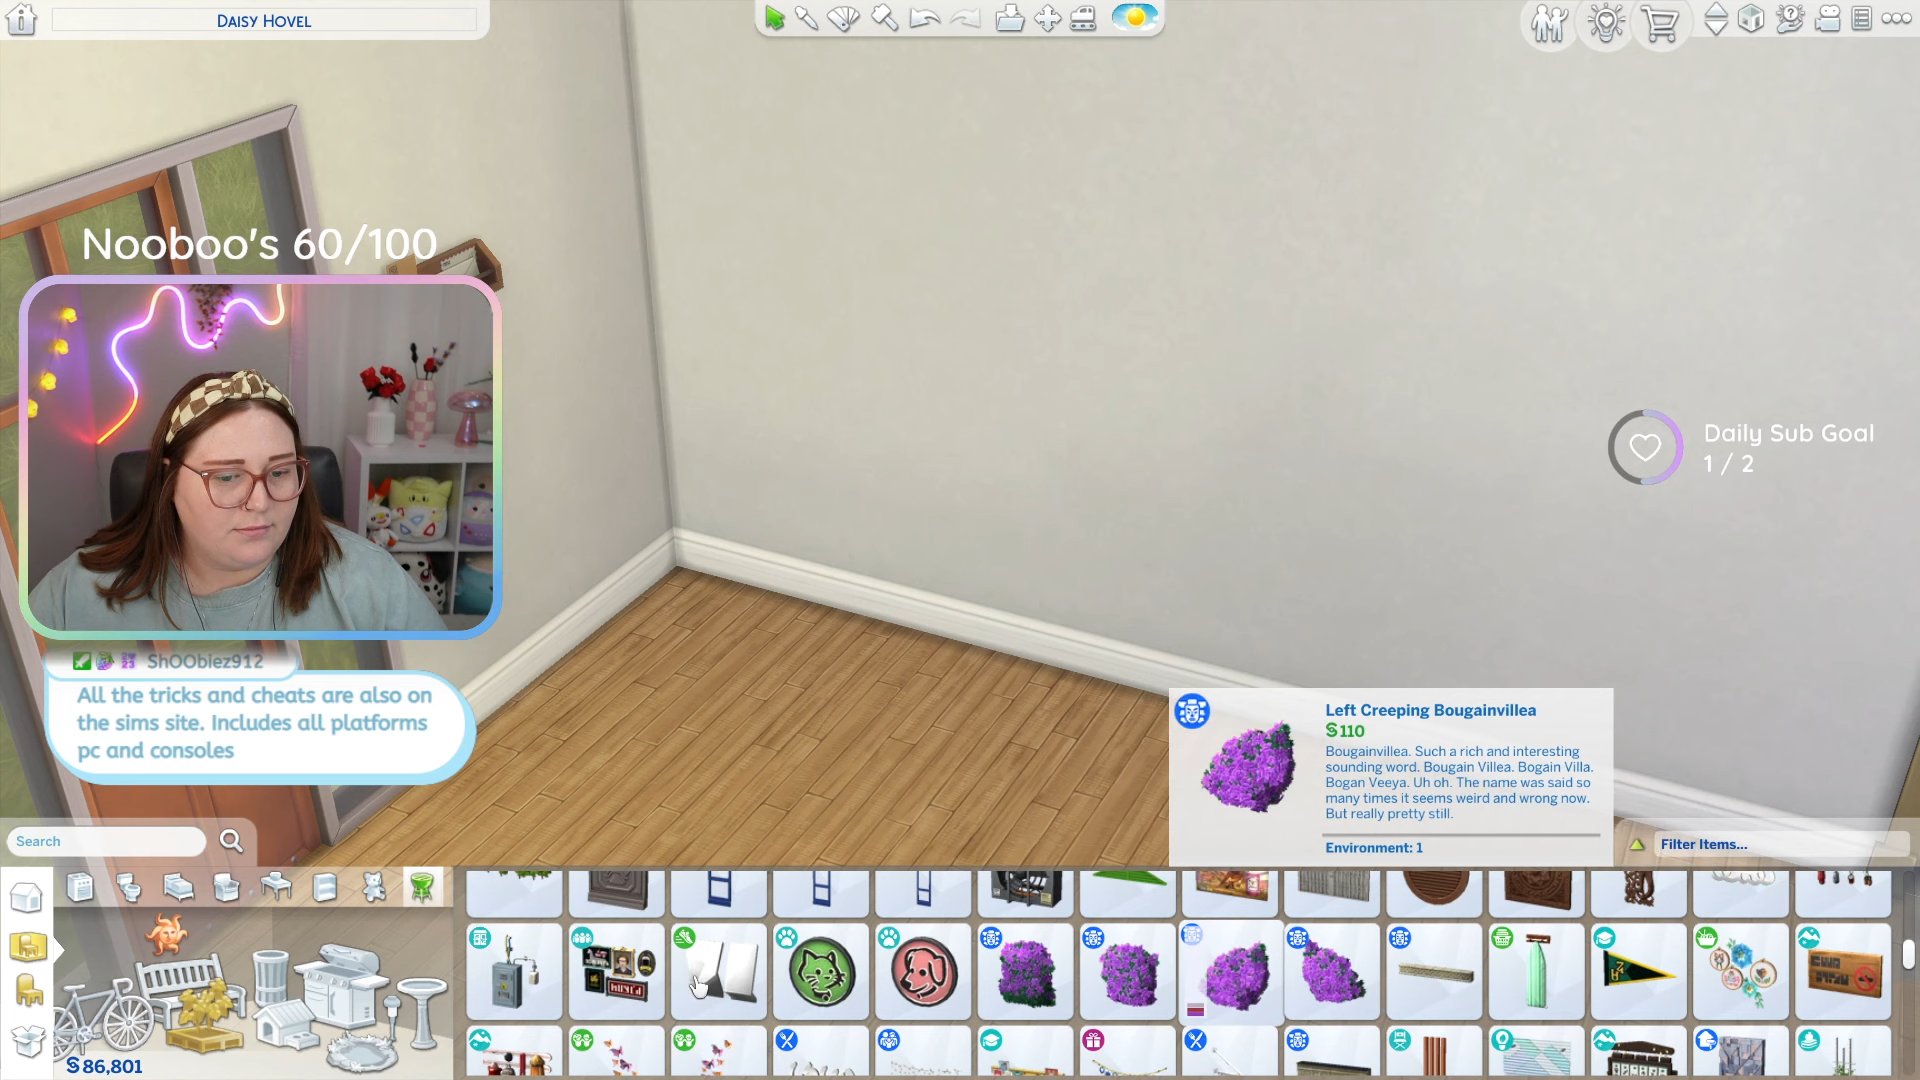 DAISY HOVEL
Nooboo's 60/100
Daily Sub Goal
1 / 2
ShOObiez912
All the tricks and cheats are also on
the sims site. Includes all platforms
pc and consoles
Left Creeping Bougainvillea
§110
Bougainvillea. Such a rich and interesting
sounding word. Bougain Villea. Bogain Villa.
Bogan Veeya. Uh oh. The name was said so
many times it seems weird and wrong now.
But really pretty still.
Environment: 1
Search
Filter Items...
§86,801